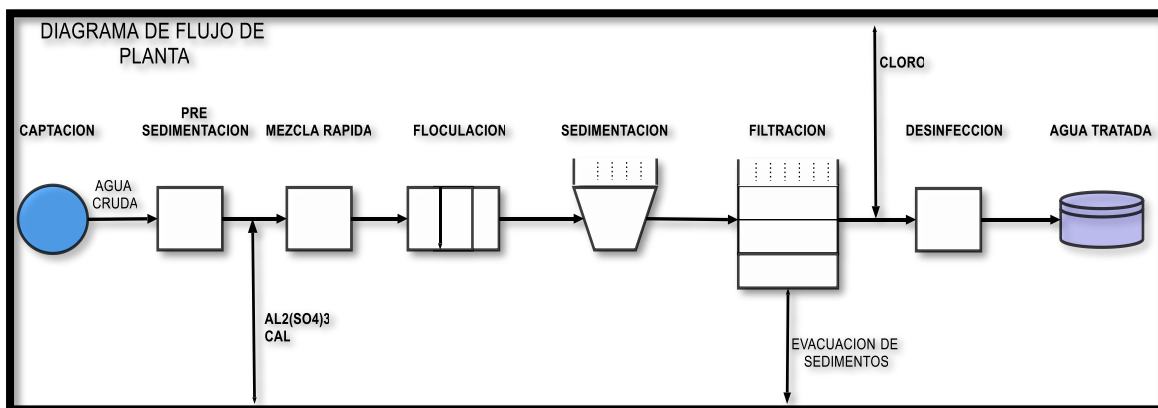 DIAGRAMA DE FLUJO DE
PLANTA
CLORO
CAPTACION
PRE
SEDIMENTACION
MEZCLA RAPIDA
FLOCULACION
SEDIMENTACION
FILTRACION
DESINFECCION
AGUA TRATADA
AGUA
CRUDA
AL2(SO4)3
CAL
EVACUACION DE
SEDIMENTOS